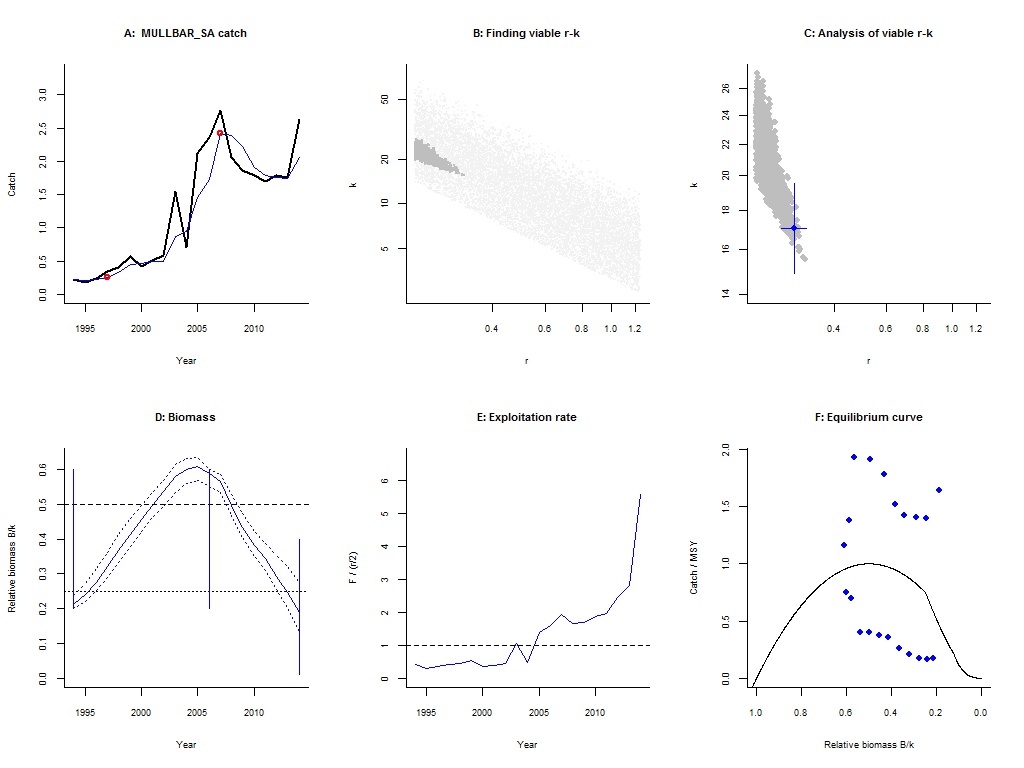 A: MULLBAR_SA catch
Catch
0.0 0.5 1.0 1.5 2.0 2.5 3.0
1995 2000 2005 2010
Year
B: Finding viable r-k
k
5 10 20 50
0.4 0.6 0.8 1.0 1.2
r
C: Analysis of viable r-k
k
14 16 18 20 22 24 26
0.4 0.6 0.8 1.0 1.2
r
D: Biomass
Relative biomass B/k
0.0 0.1 0.2 0.3 0.4 0.5 0.6
1995 2000 2005 2010
Year
E: Exploitation rate
F / (r/2)
0 1 2 3 4 5 6
1995 2000 2005 2010
Year
F: Equilibrium curve
Catch / MSY
0.0 0.5 1.0 1.5 2.0
1.0 0.8 0.6 0.4 0.2 0.0
Relative biomass B/k